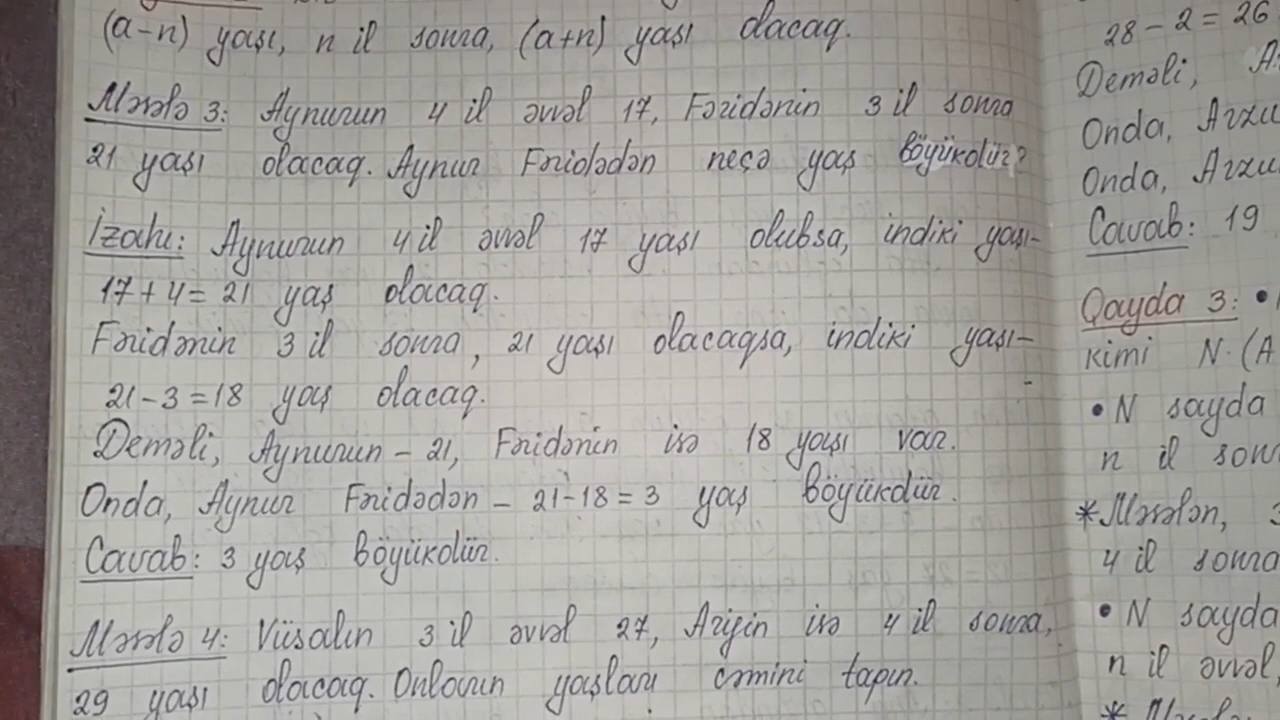 (a-n) yaşı, n il sonra, (a+n) yaşı olacaq.
Məsələ 3: Aynurun 4 il əvvəl 17, Fəridənin 3 il sonra
21 yaşı olacaq. Aynur Fəridədən neçə yaş böyükdür?
İzahı: Aynurun 4 il əvvəl 17 yaşı olubsa, indiki yaşı-
17+4=21 yaş olacaq.
Fəridənin 3 il sonra, 21 yaşı olacaqsa, indiki yaşı-
21-3=18 yaş olacaq.
Deməli, Aynurun - 21, Fəridənin isə 18 yaşı var.
Onda, Aynur Fəridədən - 21-18=3 yaş böyükdür.
Cavab: 3 yaş böyükdür.
Məsələ 4: Vüsalın 3 il əvvəl 27, Arifin isə 4 il sonra,
29 yaşı olacaq. Onların yaşları cəmini tapın.
28-2=26
Deməli, A
Onda, Arzu
Onda, Arzu
Cavab: 19
Qayda 3: •
kimi N·(A
• N sayda
n il son
* Məsələn, 3
4 il sonra
• N sayda
n il əvvəl,